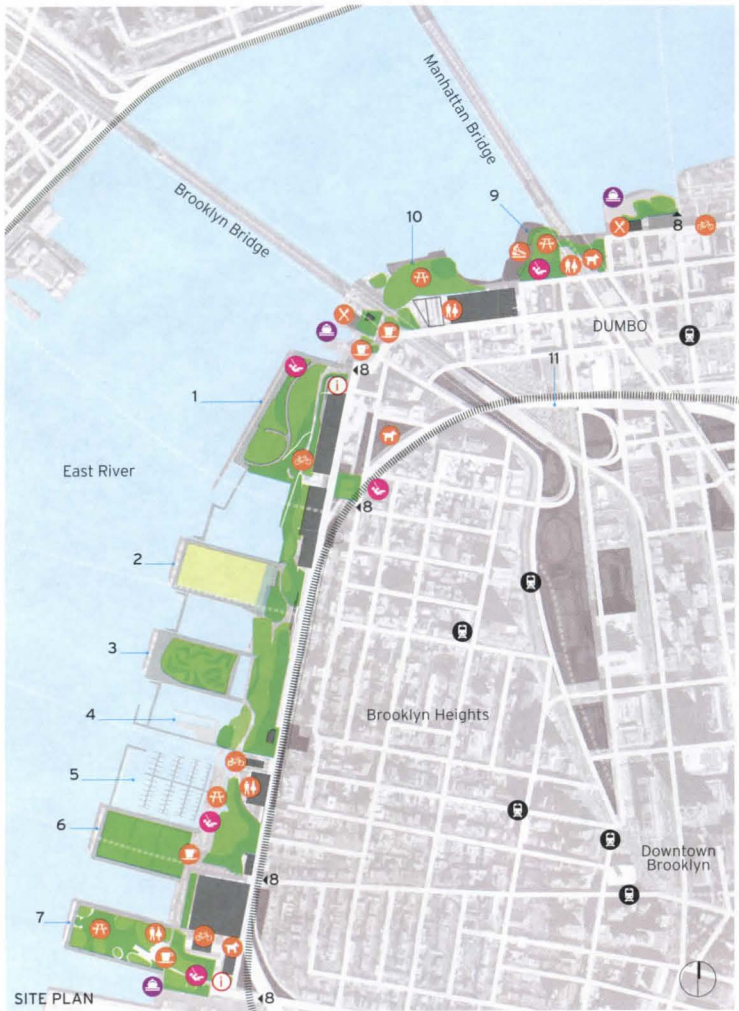 Manhattan Bridge
Brooklyn Bridge
9
10
8
DUMBO
8
11
1
i
East River
8
2
3
4
Brooklyn Heights
5
6
Downtown
Brooklyn
8
7
i
SITE PLAN
8